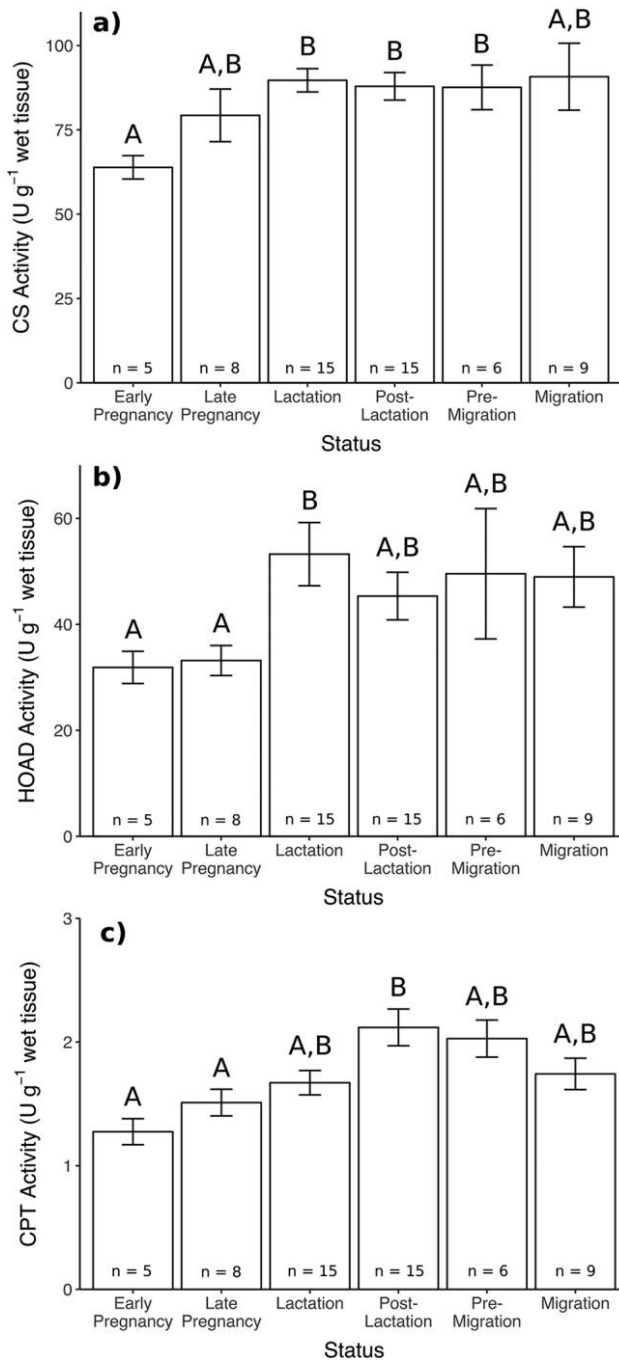 a)
CS Activity (U g⁻¹ wet tissue)
100
75
50
25
0
A
A,B
B
B
B
A,B
n = 5
n = 8
n = 15
n = 15
n = 6
n = 9
Early
Pregnancy
Late
Pregnancy
Lactation
Post-
Lactation
Pre-
Migration
Migration
Status
b)
HOAD Activity (U g⁻¹ wet tissue)
60
40
20
0
A
A
B
A,B
A,B
A,B
n = 5
n = 8
n = 15
n = 15
n = 6
n = 9
Early
Pregnancy
Late
Pregnancy
Lactation
Post-
Lactation
Pre-
Migration
Migration
Status
c)
CPT Activity (U g⁻¹ wet tissue)
3
2
1
0
A
A
A,B
B
A,B
A,B
n = 5
n = 8
n = 15
n = 15
n = 6
n = 9
Early
Pregnancy
Late
Pregnancy
Lactation
Post-
Lactation
Pre-
Migration
Migration
Status